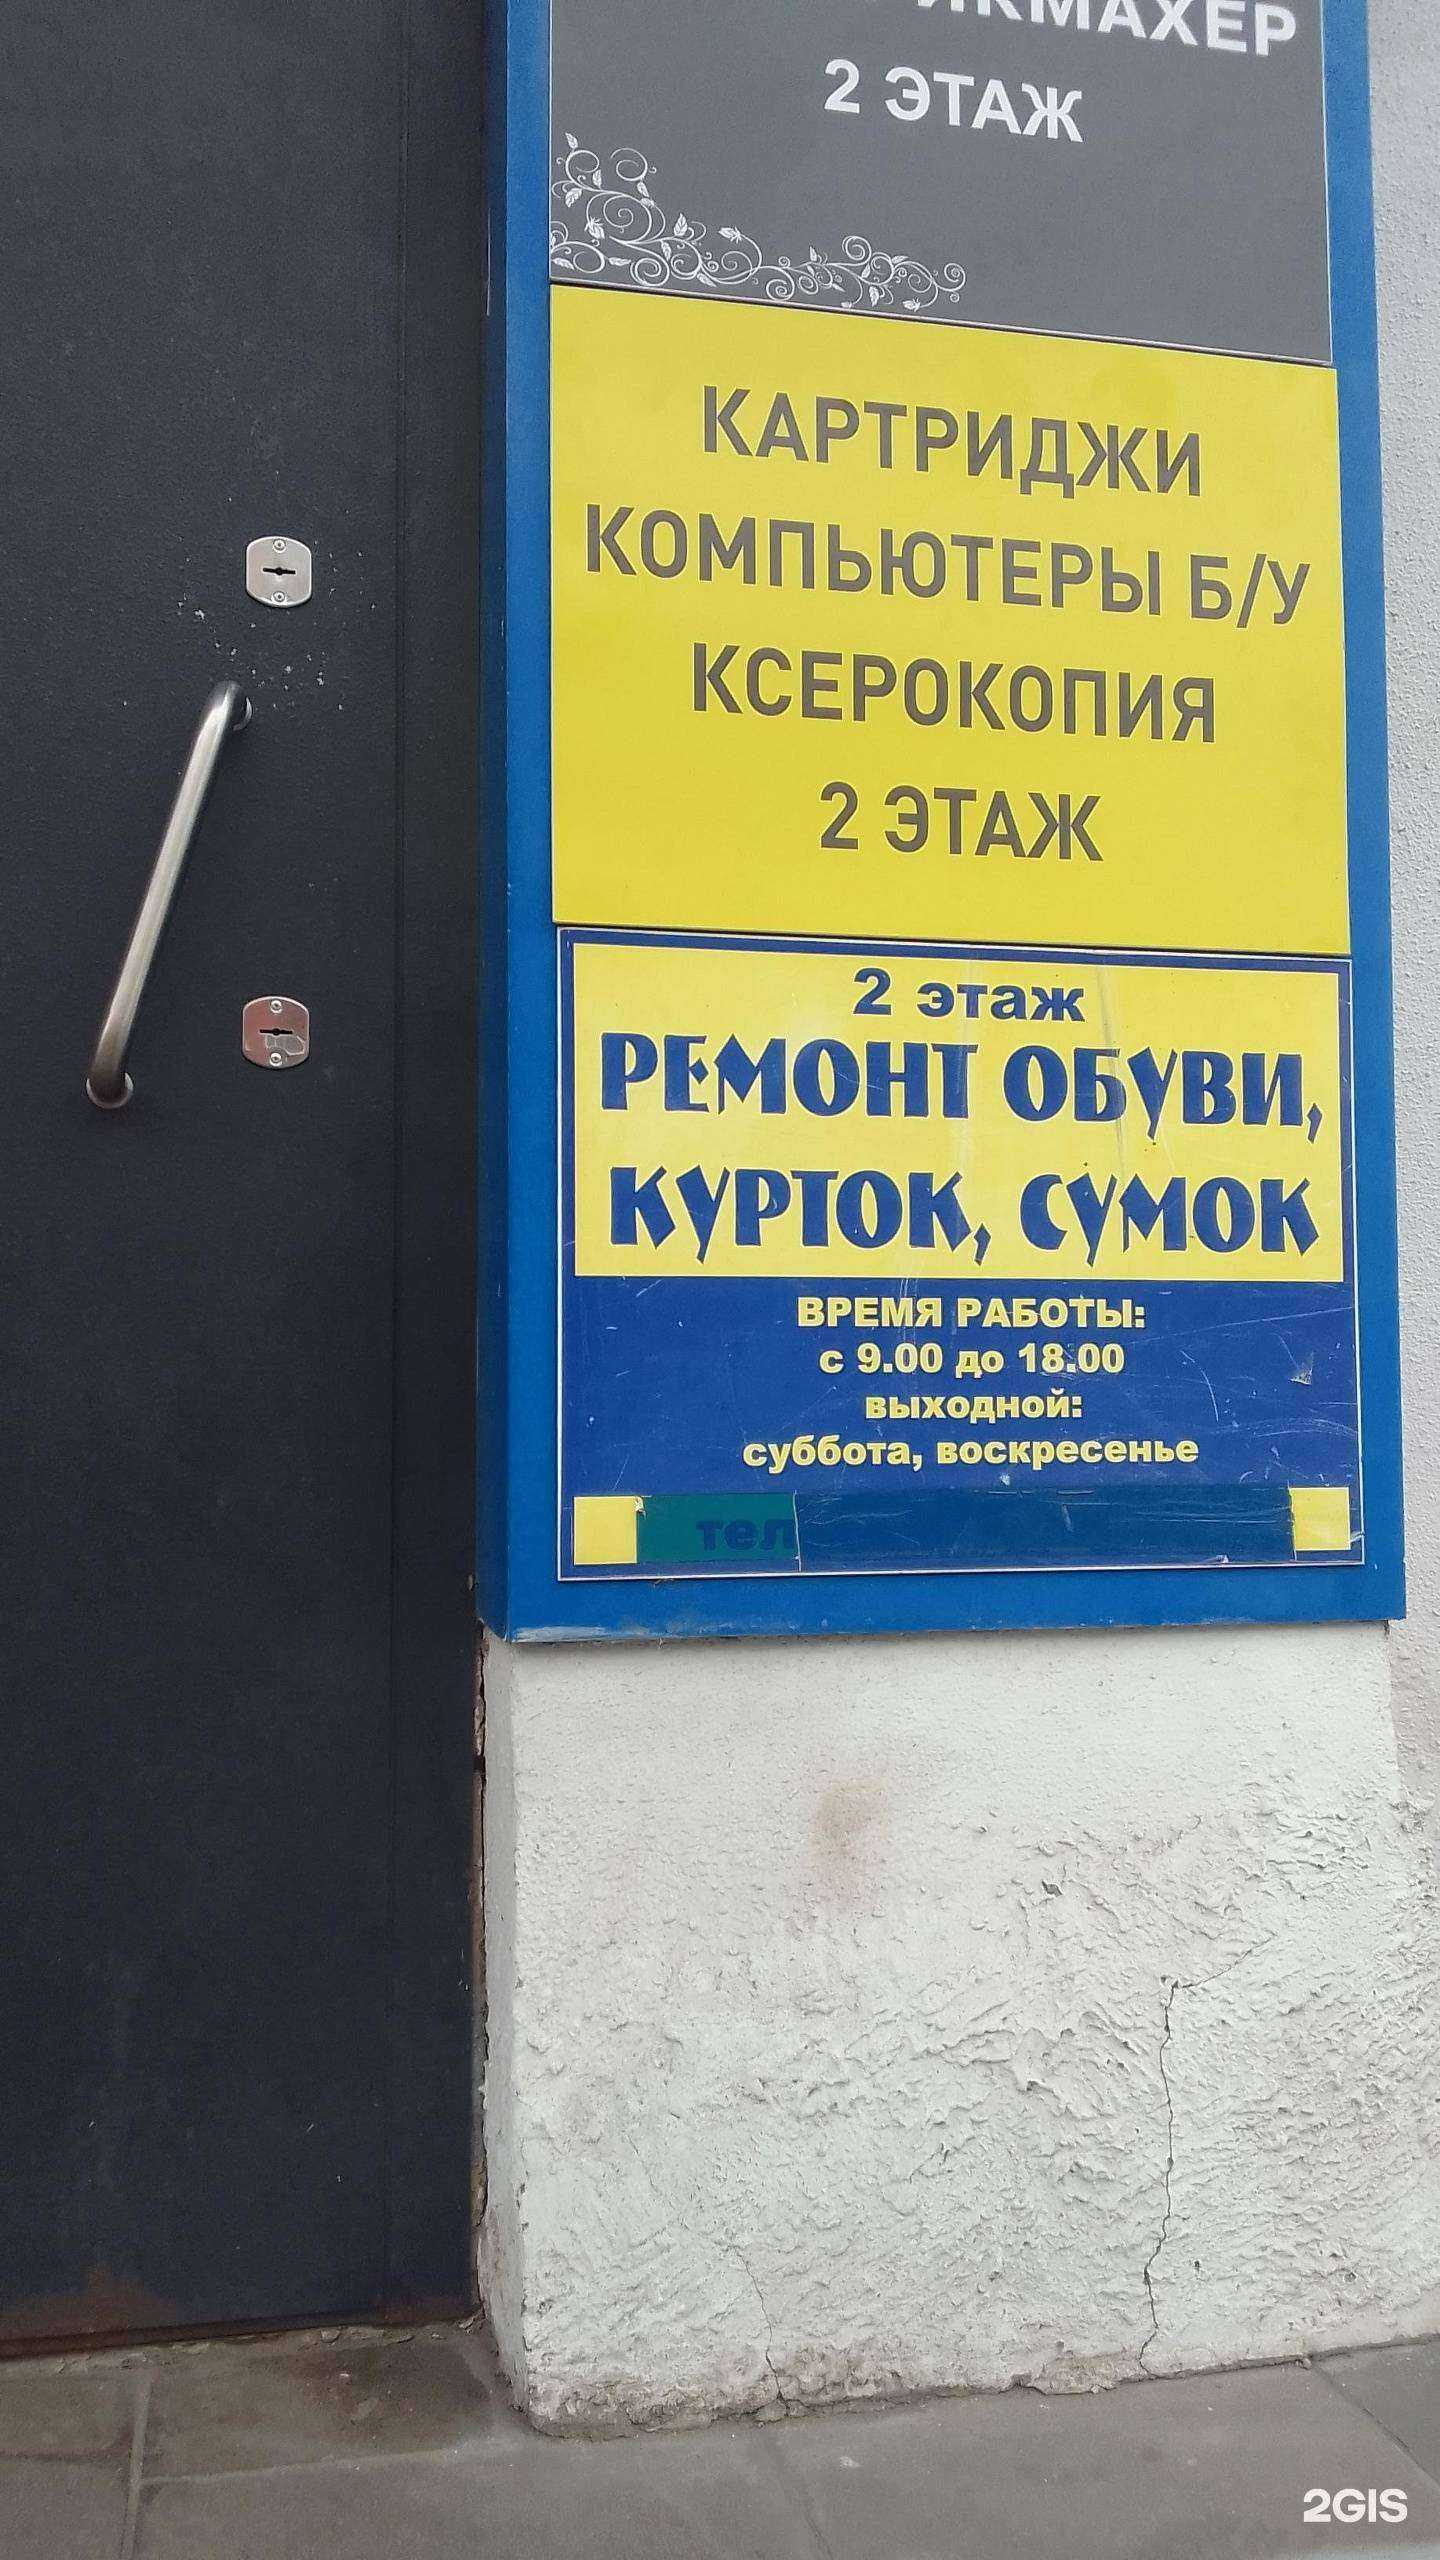 2 ЭТАЖ
КАРТРИДЖИ
КОМПЬЮТЕРЫ Б/У
КСЕРОКОПИЯ
2 ЭТАЖ
2 этаж
РЕМОНТ ОБУВИ,
КУРТОК, СУМОК
ВРЕМЯ РАБОТЫ:
с 9.00 до 18.00
выходной:
суббота, воскресенье
тел
2GIS